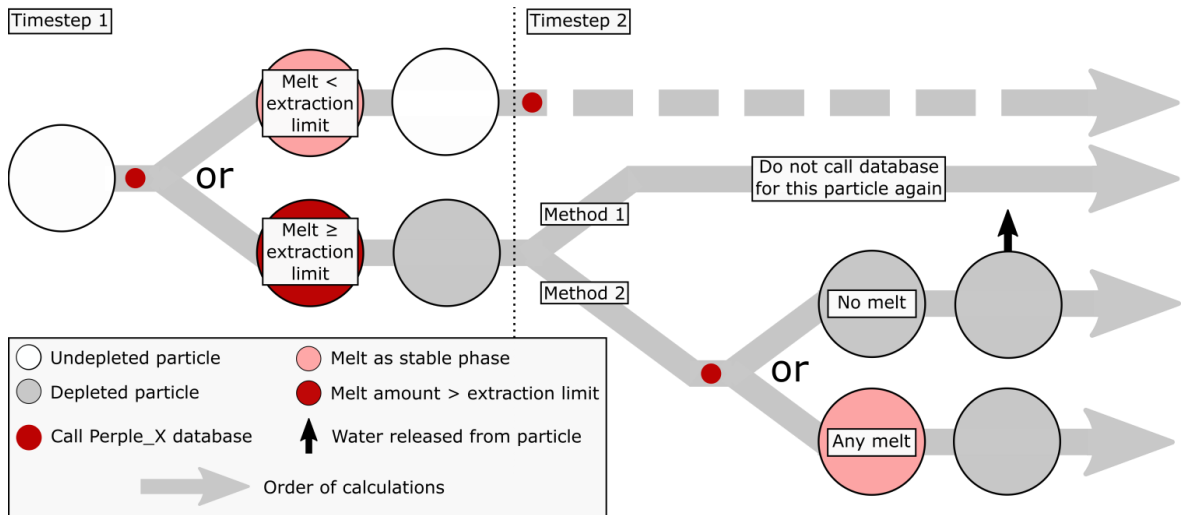 Timestep 1
Timestep 2
Melt <
extraction
limit
or
Melt ≥
extraction
limit
Do not call database
for this particle again
Method 1
Method 2
No melt
or
Any melt
Undepleted particle
Melt as stable phase
Depleted particle
Melt amount > extraction limit
Call Perple_X database
Water released from particle
Order of calculations